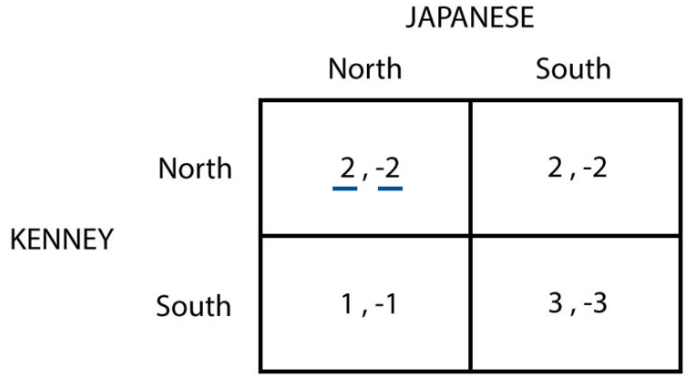 JAPANESE
North South
North 2 , -2 2 , -2
KENNEY
South 1 , -1 3 , -3